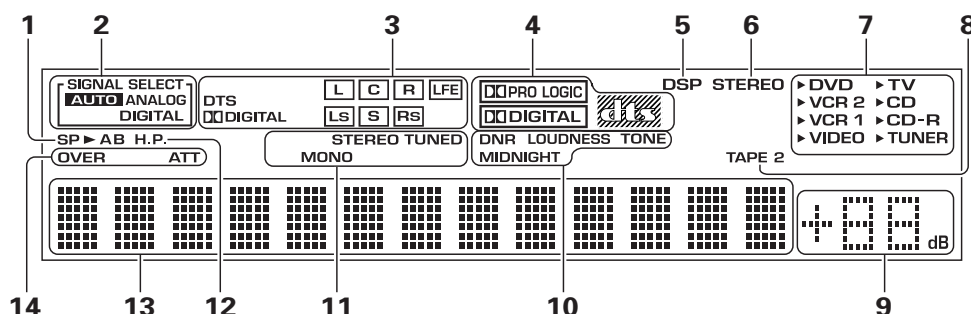 1 2 3 4 5 6 7 8
SIGNAL SELECT
AUTO ANALOG
DIGITAL
DTS
DIGITAL
L C R LFE
LS S RS
PRO LOGIC
DIGITAL
dts
DSP STEREO
►DVD ►TV
►VCR 2 ►CD
►VCR 1 ►CD-R
►VIDEO ►TUNER
SP ► AB H.P.
STEREO TUNED
MONO
DNR LOUDNESS TONE
MIDNIGHT
TAPE 2
OVER ATT
+88 dB
14 13 12 11 10 9